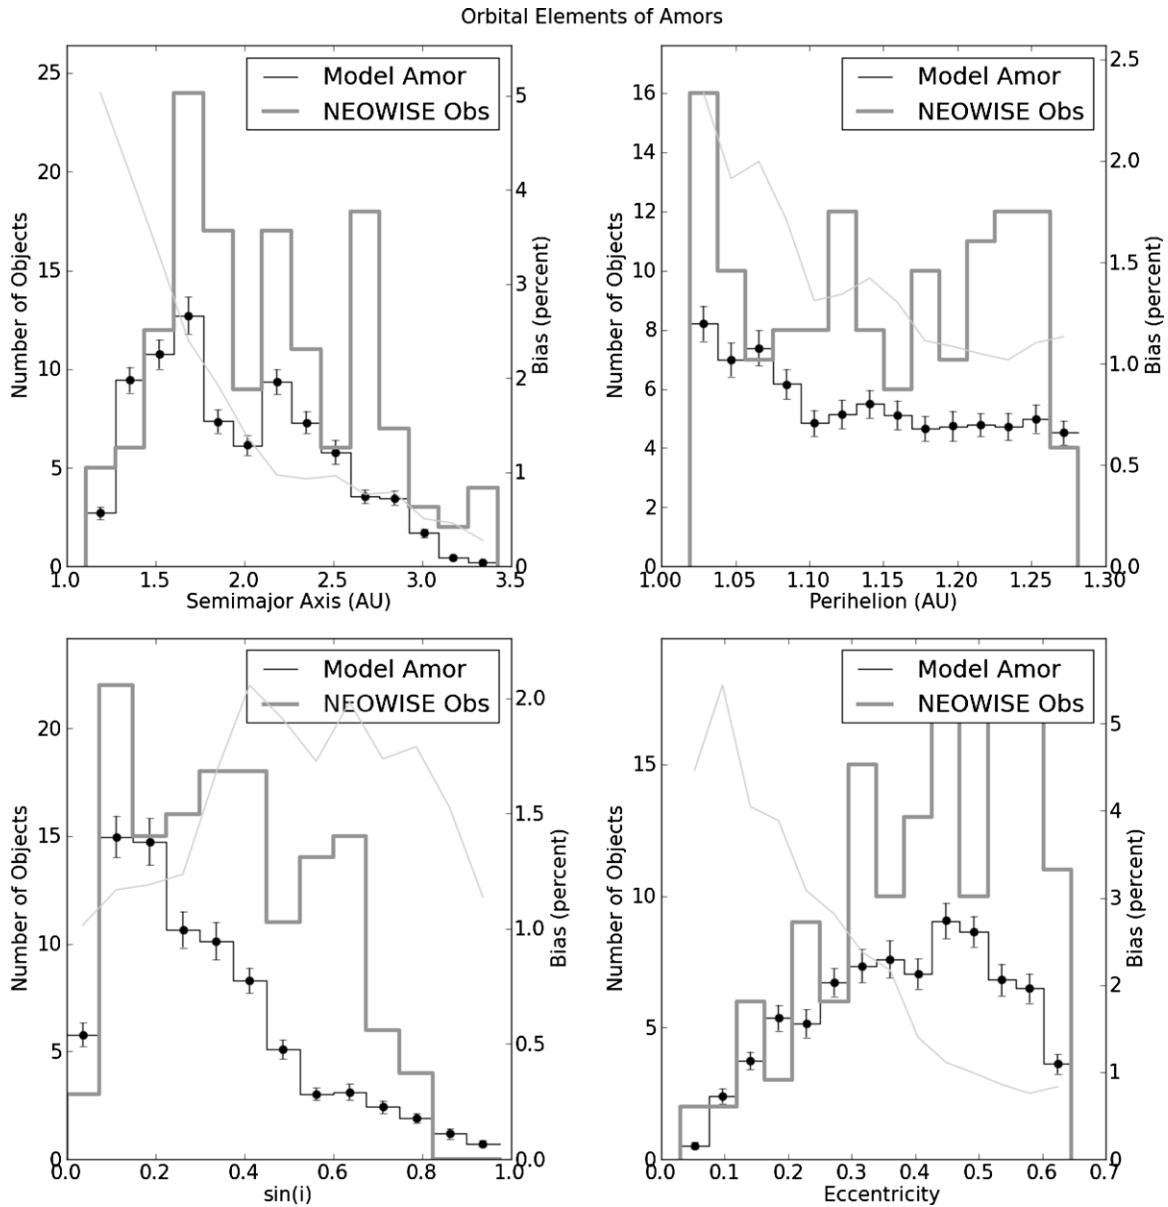 Orbital Elements of Amors
Model Amor
NEOWISE Obs
Number of Objects
25
20
15
10
5
0
5
4
3
2
1
0
Bias (percent)
1.0 1.5 2.0 2.5 3.0 3.5
Semimajor Axis (AU)
Model Amor
NEOWISE Obs
Number of Objects
16
14
12
10
8
6
4
2
0
2.5
2.0
1.5
1.0
0.5
0.0
Bias (percent)
1.00 1.05 1.10 1.15 1.20 1.25 1.30
Perihelion (AU)
Model Amor
NEOWISE Obs
Number of Objects
20
15
10
5
0
2.0
1.5
1.0
0.5
0.0
Bias (percent)
0.0 0.2 0.4 0.6 0.8 1.0
sin(i)
Model Amor
NEOWISE Obs
Number of Objects
15
10
5
0
5
4
3
2
1
0
Bias (percent)
0.0 0.1 0.2 0.3 0.4 0.5 0.6 0.7
Eccentricity